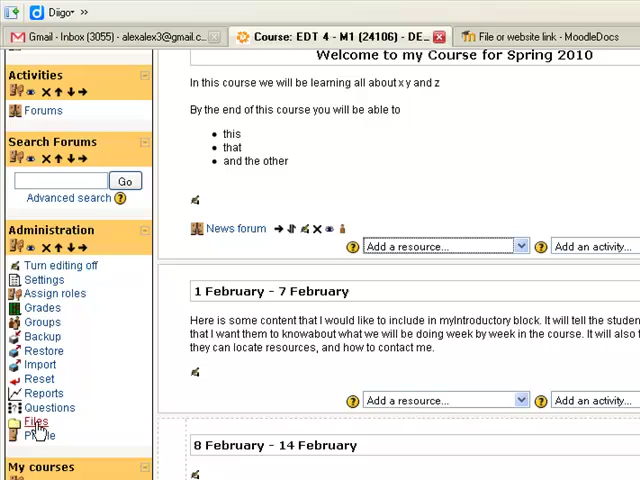 Diigo
Gmail - Inbox (3055) - alexalex3@gmail.c...
Course: EDT 4 - M1 (24106) - DE...
File or website link - MoodleDocs
Activities
Forums
Search Forums
Go
Advanced search
Administration
Turn editing off
Settings
Assign roles
Grades
Groups
Backup
Restore
Import
Reset
Reports
Questions
Files
My courses
Welcome to my Course for Spring 2010
In this course we will be learning all about x y and z
By the end of this course you will be able to
this
that
and the other
News forum
Add a resource...
Add an activity...
1 February - 7 February
Here is some content that I would like to include in myIntroductory block. It will tell the studen
that I want them to knowabout what we will be doing week by week in the course. It will also
they can locate resources, and how to contact me.
Add a resource...
Add an activity...
8 February - 14 February